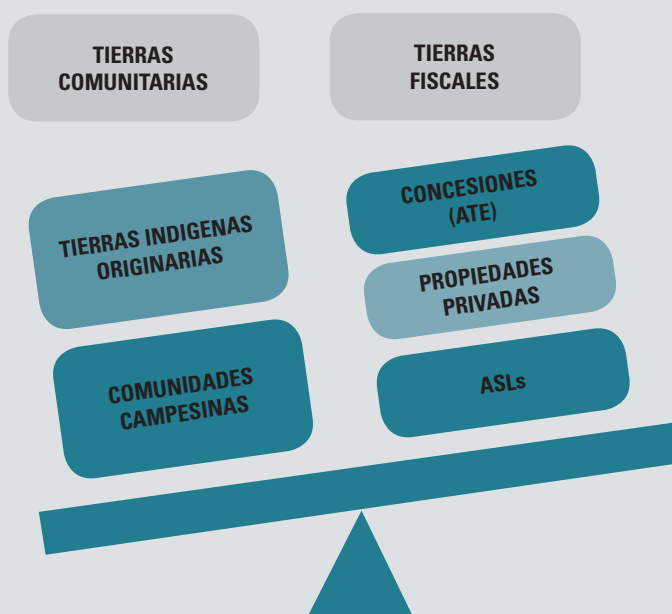 TIERRAS
COMUNITARIAS
TIERRAS
FISCALES
TIERRAS INDIGENAS
ORIGINARIAS
COMUNIDADES
CAMPESINAS
CONCESIONES
(ATE)
PROPIEDADES
PRIVADAS
ASLs